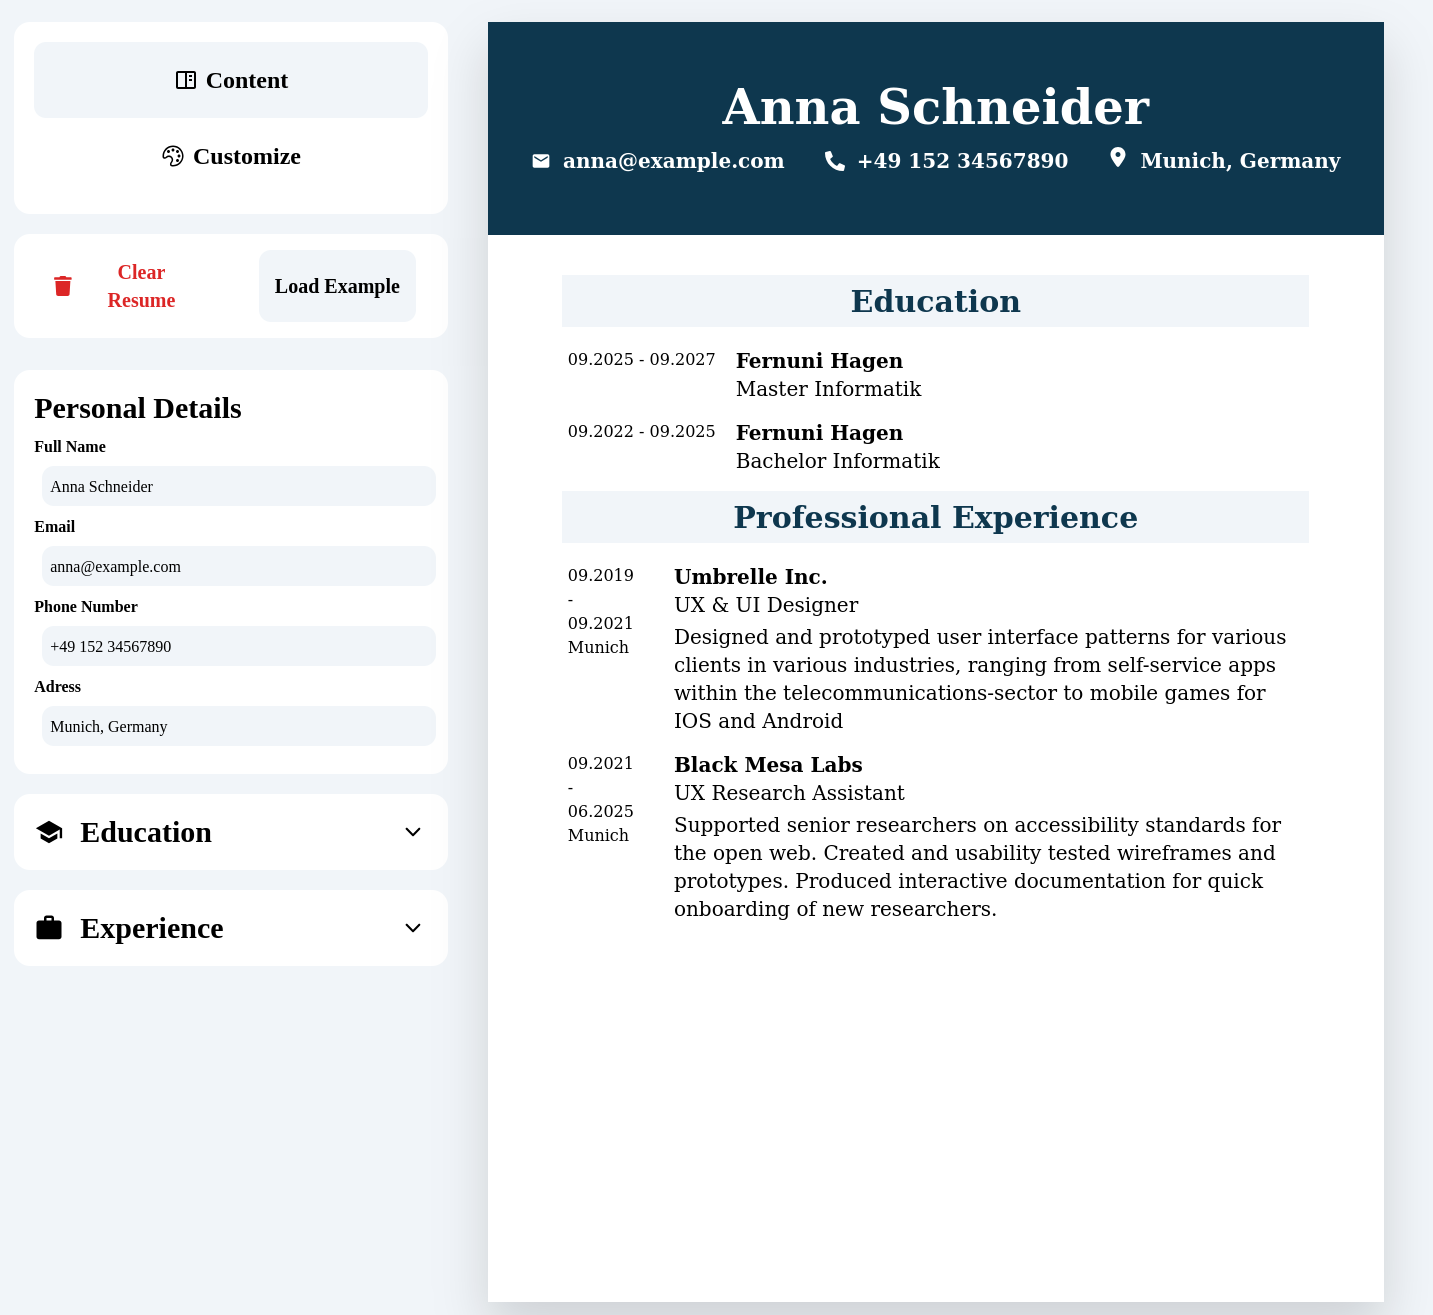 Content
Customize
Clear
Resume
Load Example
Personal Details
Full Name
Anna Schneider
Email
anna@example.com
Phone Number
+49 152 34567890
Adress
Munich, Germany
Education
Experience
Anna Schneider
anna@example.com +49 152 34567890 Munich, Germany
Education
09.2025 - 09.2027 Fernuni Hagen
Master Informatik
09.2022 - 09.2025 Fernuni Hagen
Bachelor Informatik
Professional Experience
09.2019
-
09.2021
Munich
Umbrelle Inc.
UX & UI Designer
Designed and prototyped user interface patterns for various
clients in various industries, ranging from self-service apps
within the telecommunications-sector to mobile games for
IOS and Android
09.2021
-
06.2025
Munich
Black Mesa Labs
UX Research Assistant
Supported senior researchers on accessibility standards for
the open web. Created and usability tested wireframes and
prototypes. Produced interactive documentation for quick
onboarding of new researchers.